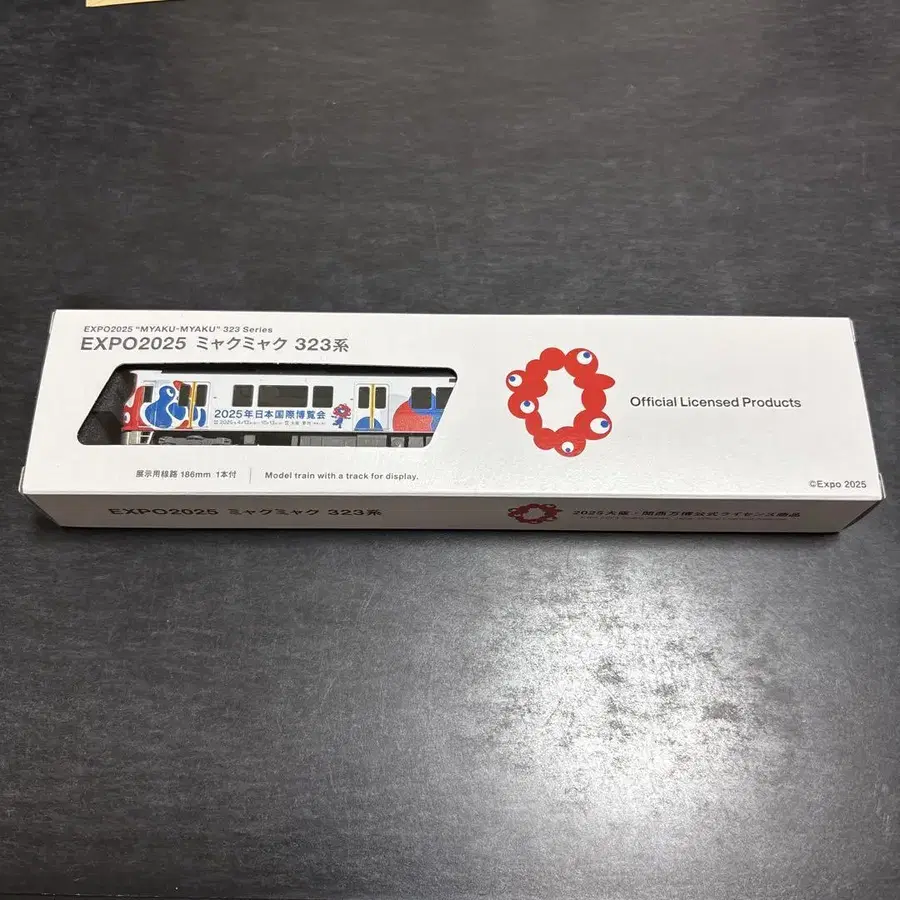 EXPO2025 "MYAKU-MYAKU" 323 Series
EXPO2025 ミャクミャク 323系
2025年日本国際博覧会
Official Licensed Products
展示用線路 186mm 1本付
Model train with a track for display.
©Expo 2025
EXPO2025 ミャクミャク 323系
2025大阪・関西万博公式ライセンス商品